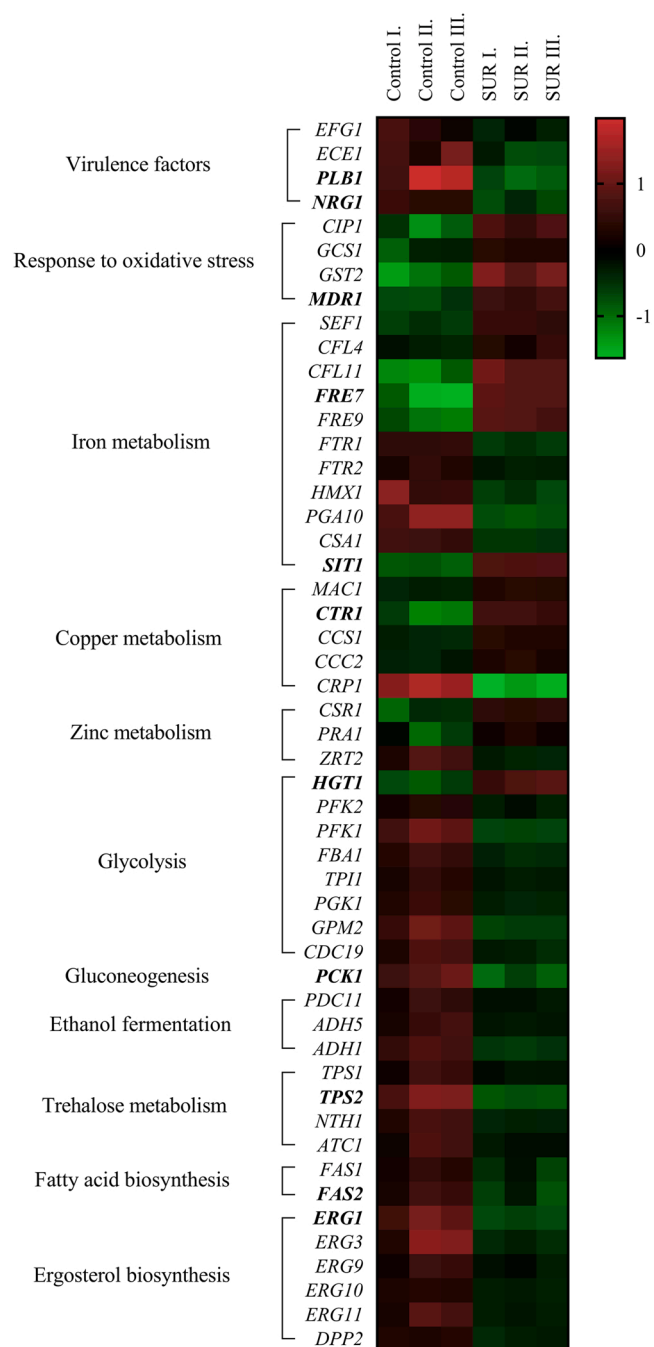 Control I.
Control II.
Control III.
SUR I.
SUR II.
SUR III.
Virulence factors
EFG1
ECE1
PLB1
NRG1
Response to oxidative stress
CIP1
GCS1
GST2
MDR1
Iron metabolism
SEF1
CFL4
CFL11
FRE7
FRE9
FTR1
FTR2
HMX1
PGA10
CSA1
SIT1
Copper metabolism
MAC1
CTR1
CCS1
CCC2
CRP1
Zinc metabolism
CSR1
PRA1
ZRT2
Glycolysis
HGT1
PFK2
PFK1
FBA1
TPI1
PGK1
GPM2
CDC19
Gluconeogenesis
PCK1
Ethanol fermentation
PDC11
ADH5
ADH1
Trehalose metabolism
TPS1
TPS2
NTH1
ATC1
Fatty acid biosynthesis
FAS1
FAS2
Ergosterol biosynthesis
ERG1
ERG3
ERG9
ERG10
ERG11
DPP2
1
0
-1